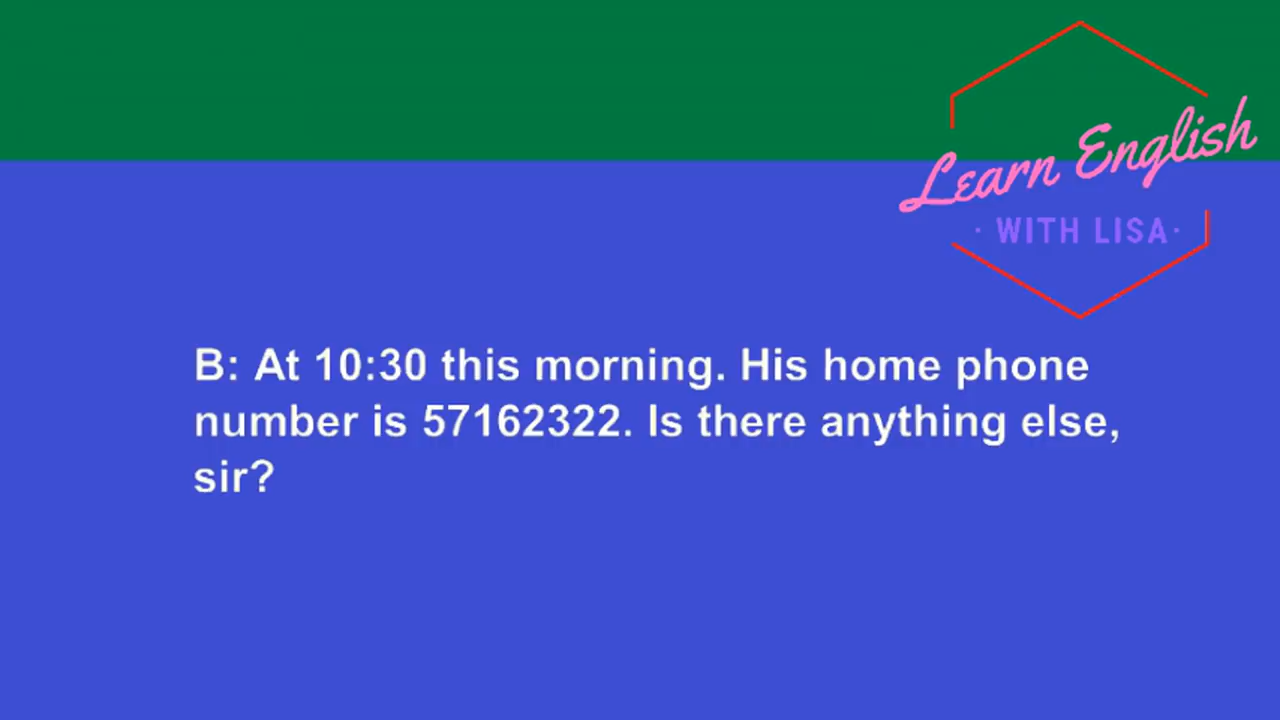 Learn English
· WITH LISA·
B: At 10:30 this morning. His home phone
number is 57162322. Is there anything else,
sir?